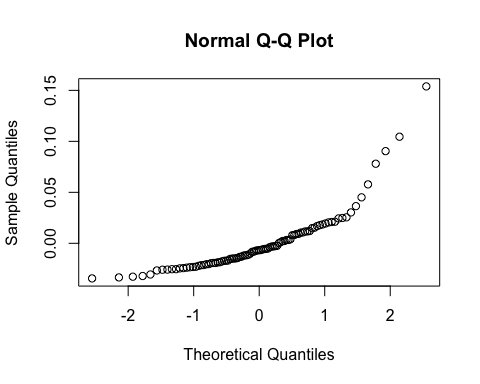 Normal Q-Q Plot
Sample Quantiles
0.15
0.10
0.05
0.00
-2 -1 0 1 2
Theoretical Quantiles